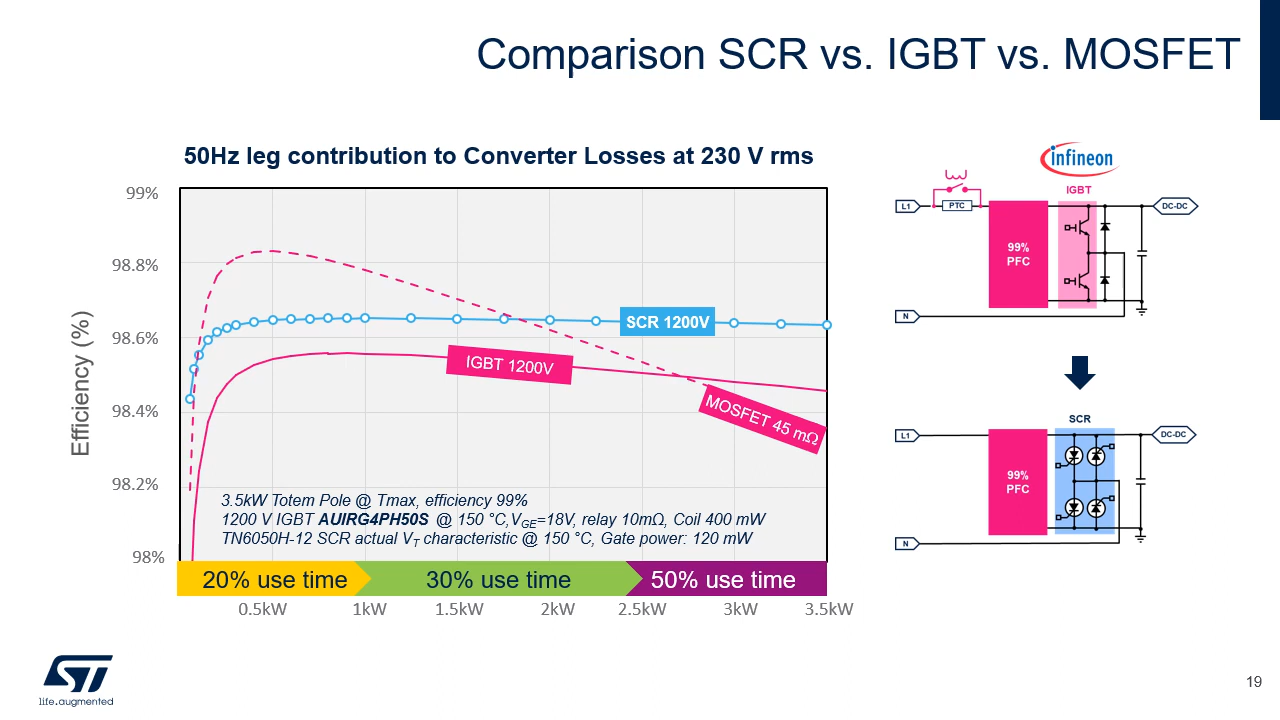 Comparison SCR vs. IGBT vs. MOSFET
50Hz leg contribution to Converter Losses at 230 V rms
Efficiency (%)
99%
98.8%
98.6%
98.4%
98.2%
98%
SCR 1200V
IGBT 1200V
MOSFET 45 mΩ
3.5kW Totem Pole @ Tmax, efficiency 99%
1200 V IGBT AUIRG4PH50S @ 150 °C,VGE=18V, relay 10mΩ, Coil 400 mW
TN6050H-12 SCR actual VT characteristic @ 150 °C, Gate power: 120 mW
20% use time
30% use time
50% use time
0.5kW
1kW
1.5kW
2kW
2.5kW
3kW
3.5kW
infineon
IGBT
L1
PTC
DC-DC
99%
PFC
N
SCR
L1
DC-DC
99%
PFC
N
ST
life.augmented
19